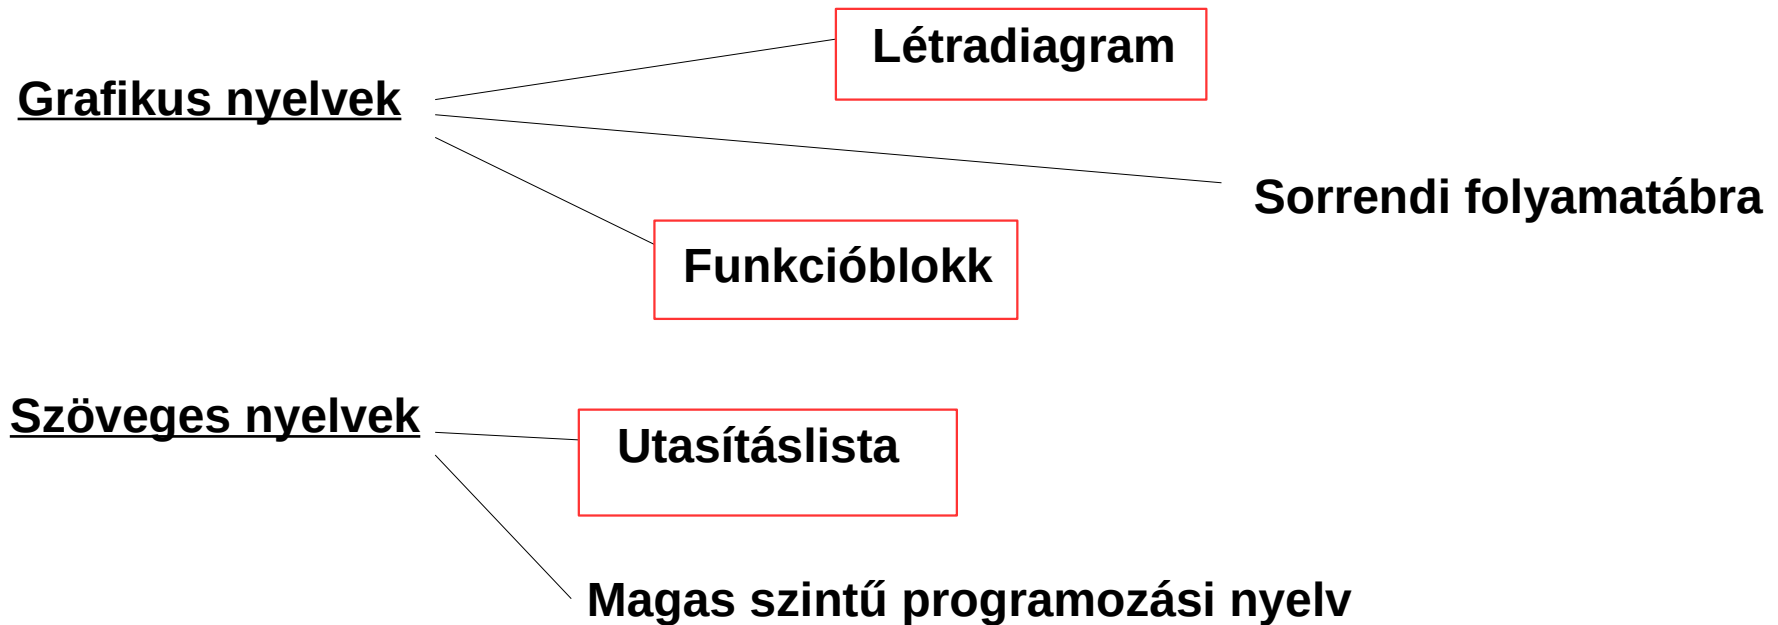 Létradiagram
Grafikus nyelvek
Sorrendi folyamatábra
Funkcióblokk
Szöveges nyelvek
Utasításlista
Magas szintű programozási nyelv